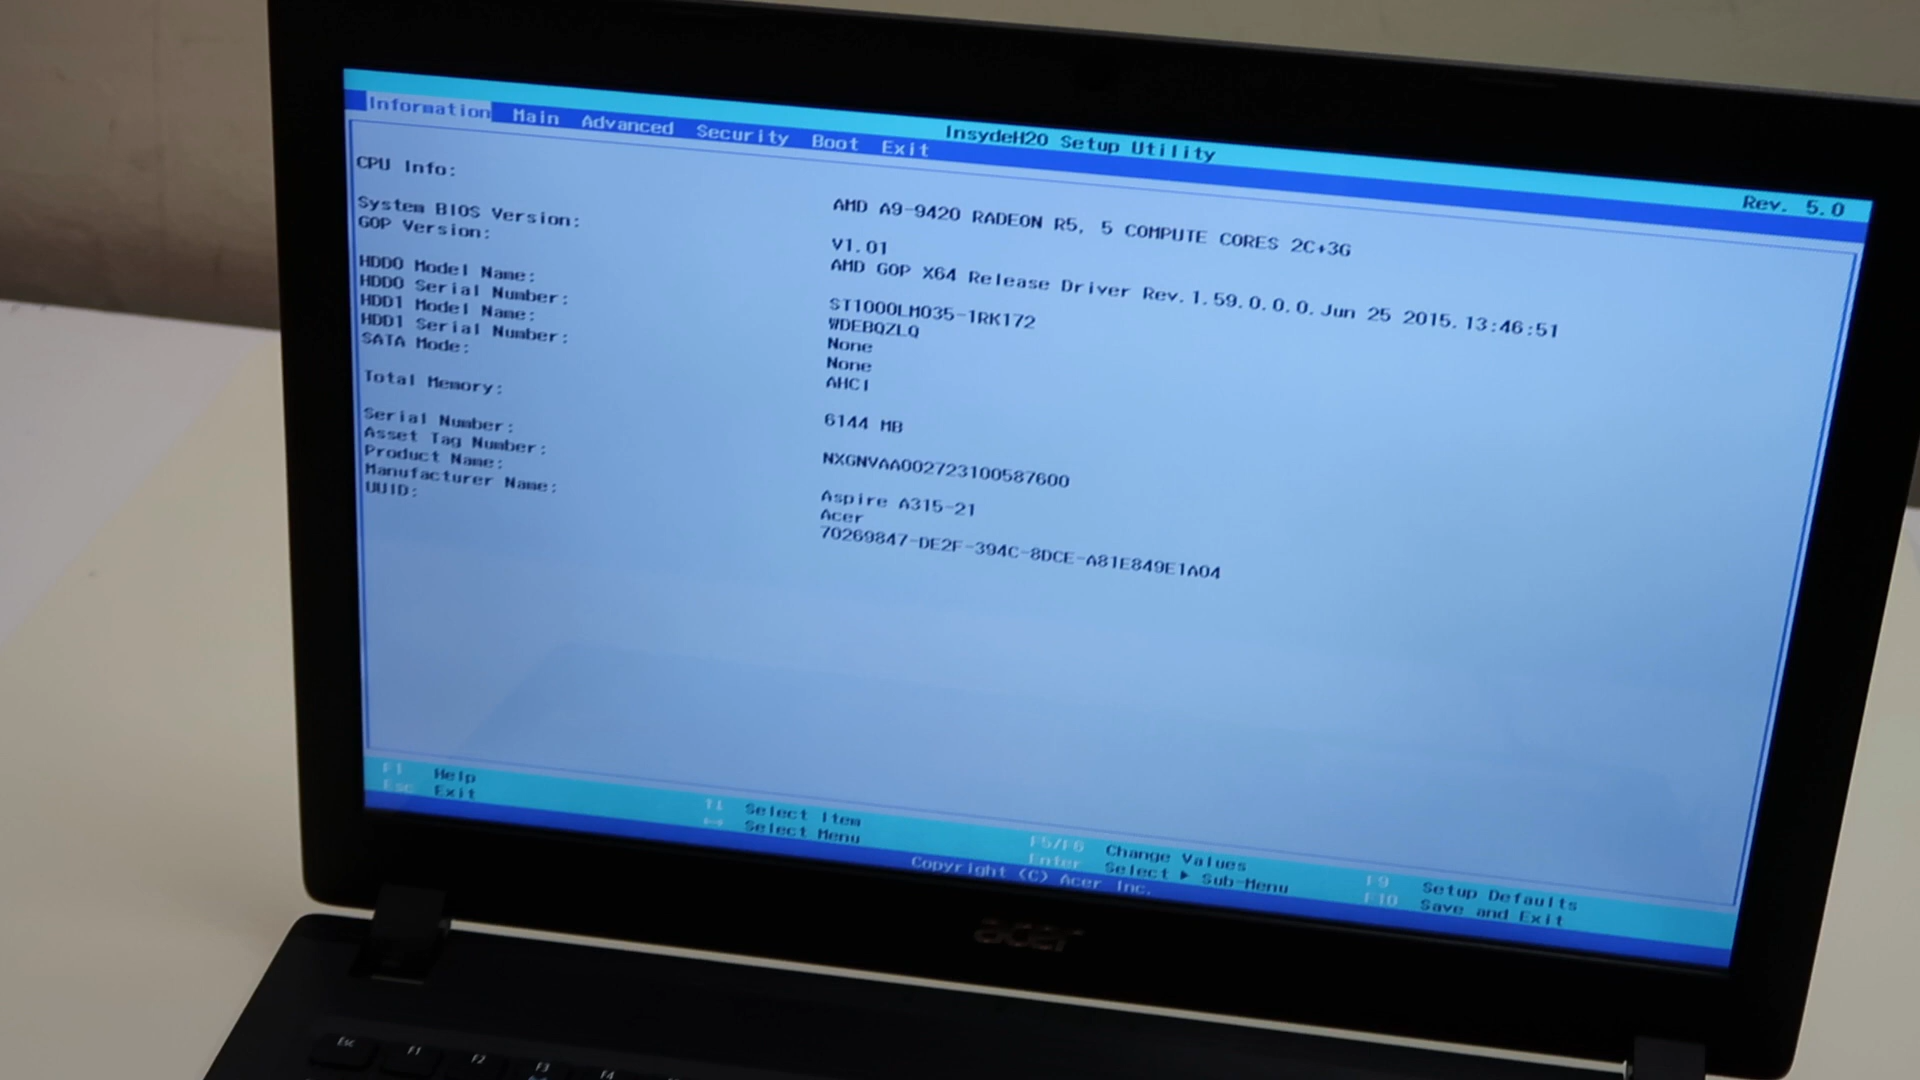 InsydeH20 Setup Utility
Rev. 5.0
Information Main Advanced Security Boot Exit
CPU Info: AMD A9-9420 RADEON R5, 5 COMPUTE CORES 2C+3G
System BIOS Version: V1.01
GOP Version: AMD GOP X64 Release Driver Rev.1.59.0.0.0.Jun 25 2015.13:46:51
HDD0 Model Name: ST1000LM035-1RK172
HDD0 Serial Number: WDEBQZLQ
HDD1 Model Name: None
HDD1 Serial Number: None
SATA Mode: AHCI
Total Memory: 6144 MB
Serial Number: NXGNVAA002723100587600
Asset Tag Number:
Product Name: Aspire A315-21
Manufacturer Name: Acer
UUID: 70269847-DE2F-394C-8DCE-A81E849E1A04
F1 Help ↑↓ Select Item F5/F6 Change Values F9 Setup Defaults
Esc Exit ↔ Select Menu Enter Select ▶ Sub-Menu F10 Save and Exit
Copyright (C) Acer Inc.
acer
Esc F1 F2 F3 F4